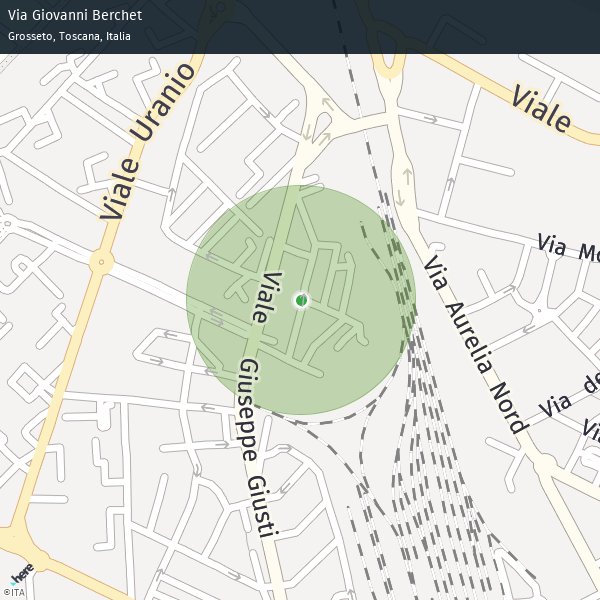 Via Giovanni Berchet
Grosseto, Toscana, Italia
Viale Uranio
Viale
Via Mo
Viale Giuseppe Giusti
Via Aurelia Nord
Via de
Via
here
© ITA